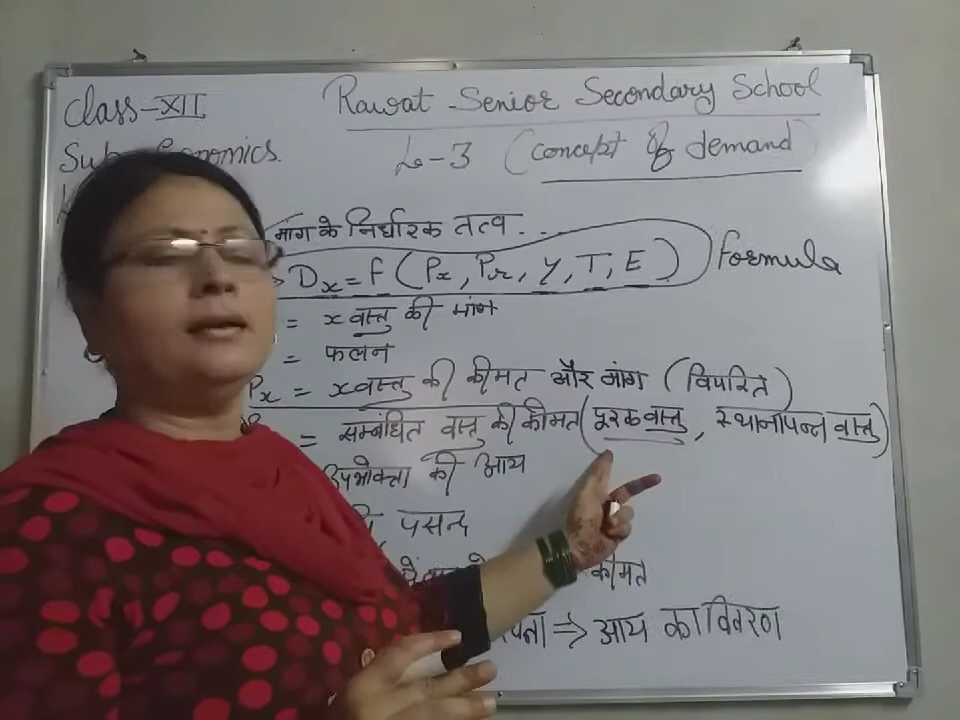 Class-XII
Rawat Senior Secondary School
Sub
L-3 (concept of demand)
मांग के निर्धारक तत्व...
Dx = f (Px, Pr, Y, T, E) formula
= x वस्तु की मांग
= फलन
Px = x वस्तु की कीमत और मांग (विपरित)
= सम्बंधित वस्तु की कीमत (पूरक वस्तु, स्थानापन्न वस्तु)
उपभोक्ता की आय
पसन्द
कीमत
⇒ आय का वितरण